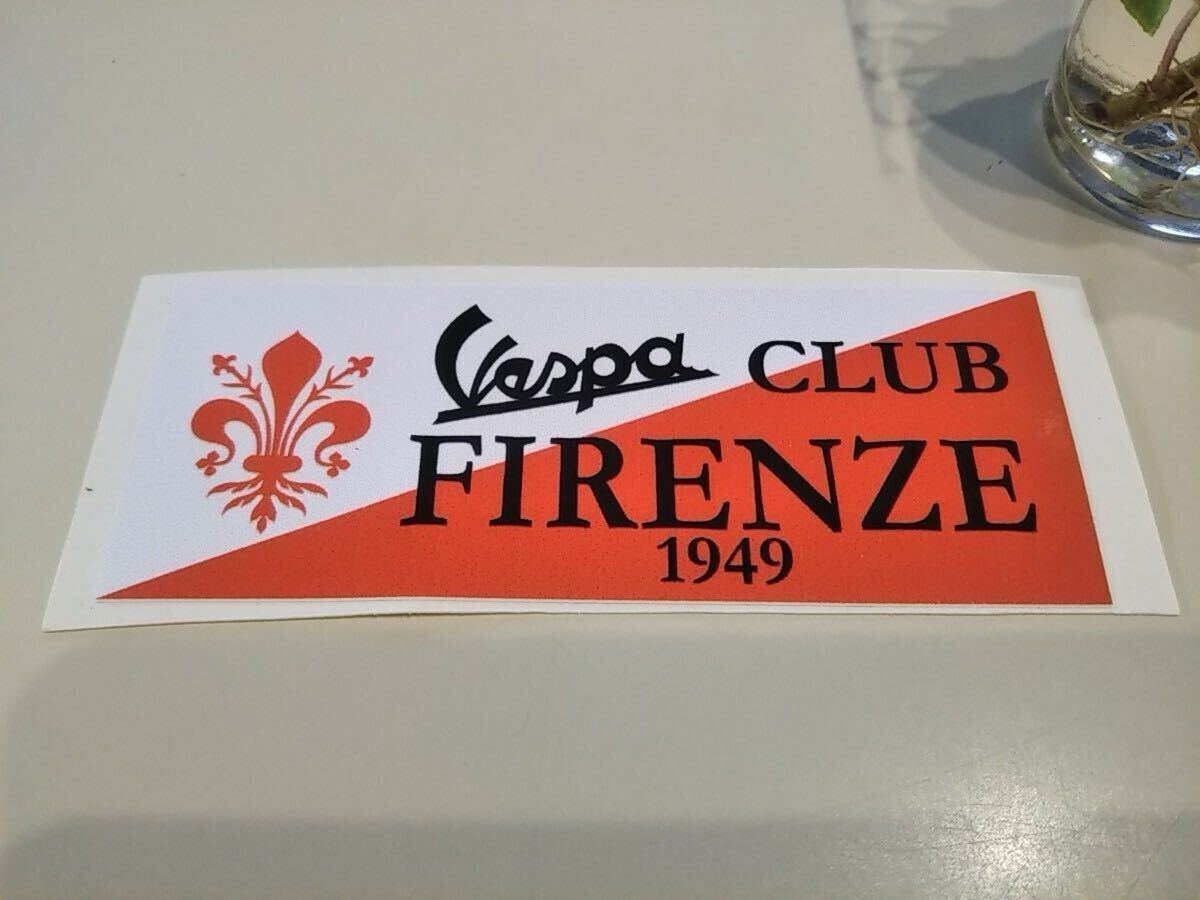 Vespa CLUB
FIRENZE
1949